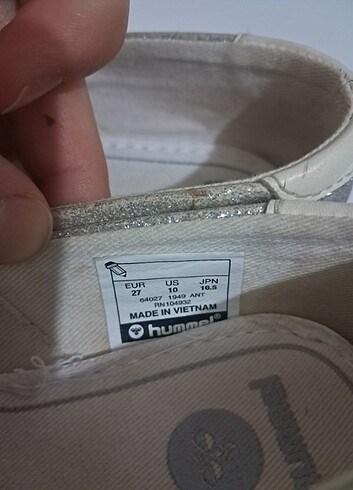 EUR US JPN
27 10 16.5
64027 1949 ANT
RN104932
MADE IN VIETNAM
hummel